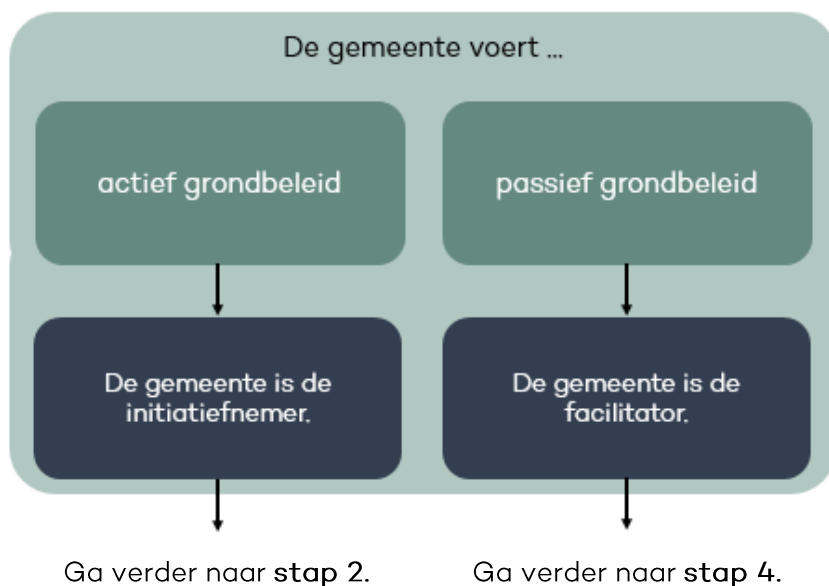 De gemeente voert ...
actief grondbeleid
passief grondbeleid
De gemeente is de
initiatiefnemer.
De gemeente is de
facilitator.
Ga verder naar stap 2.
Ga verder naar stap 4.